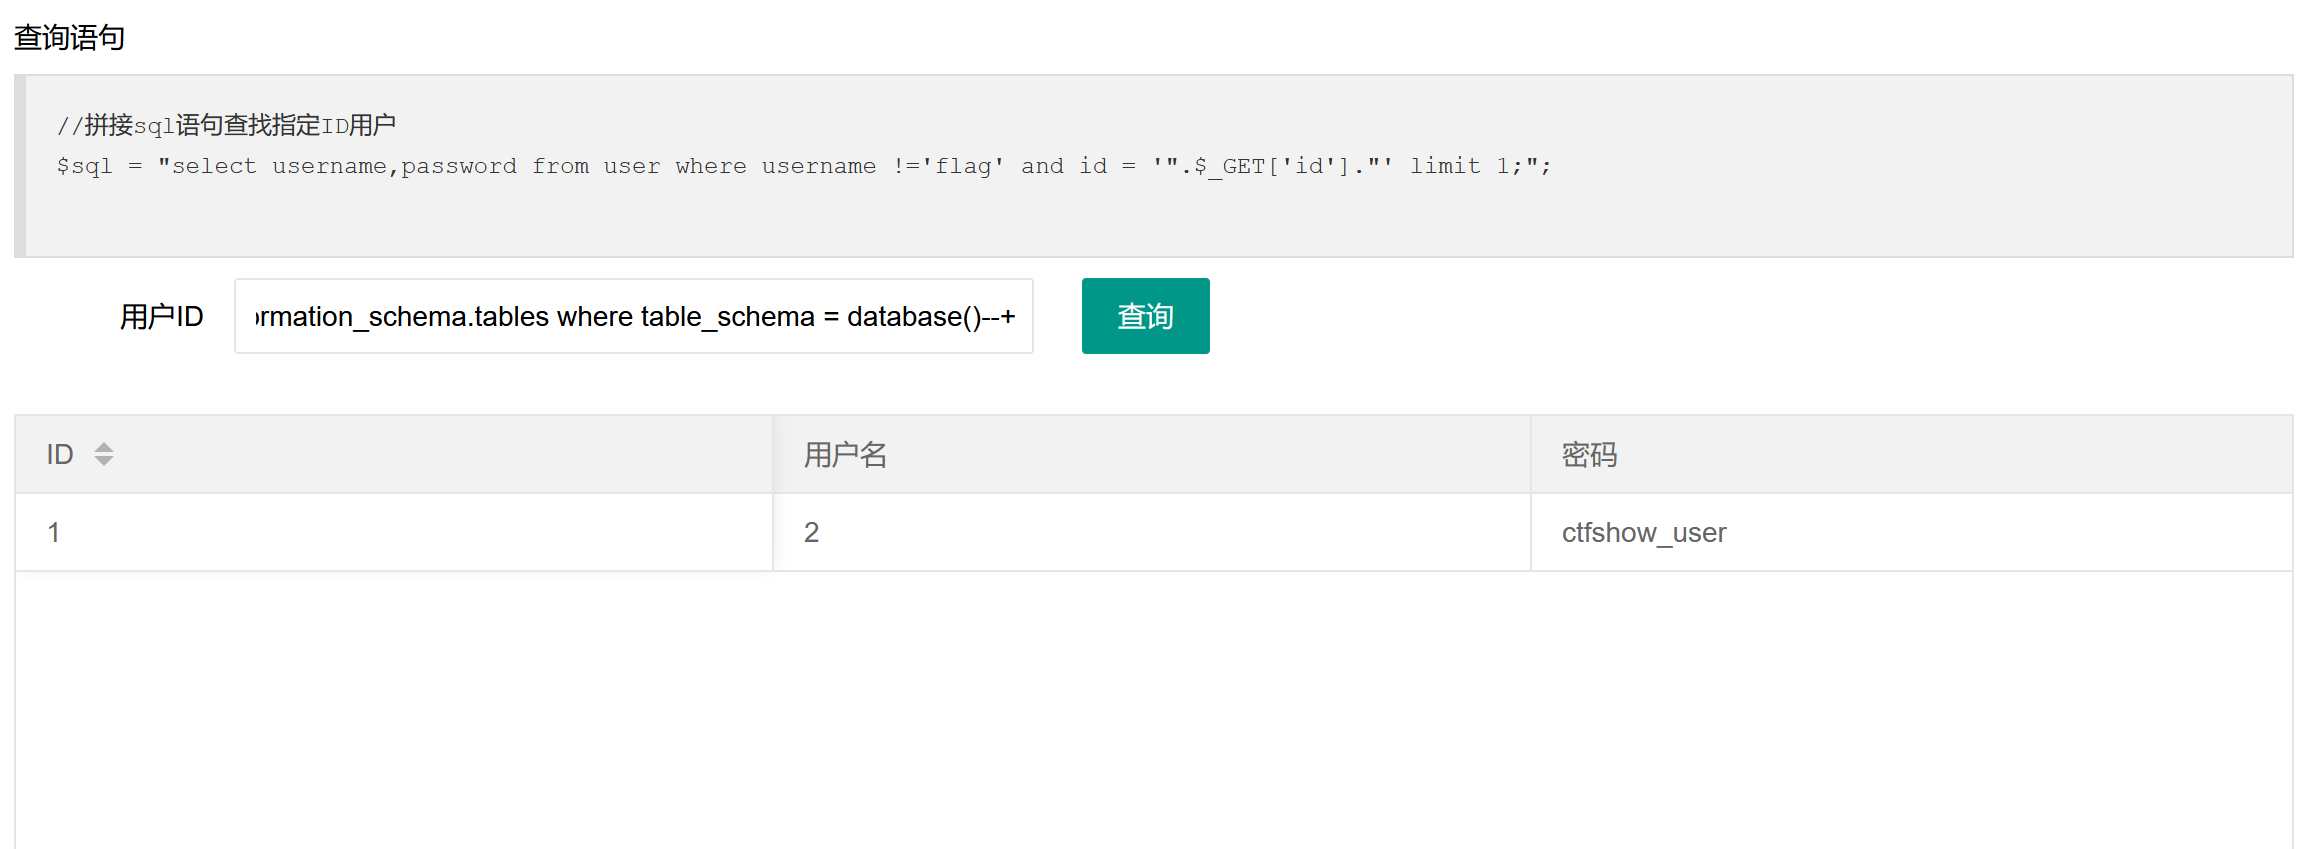 查询语句
//拼接sql语句查找指定ID用户
$sql = "select username,password from user where username !='flag' and id = '".$_GET['id']."' limit 1;";
用户ID
ormation_schema.tables where table_schema = database()--+
查询
ID 用户名 密码
1 2 ctfshow_user